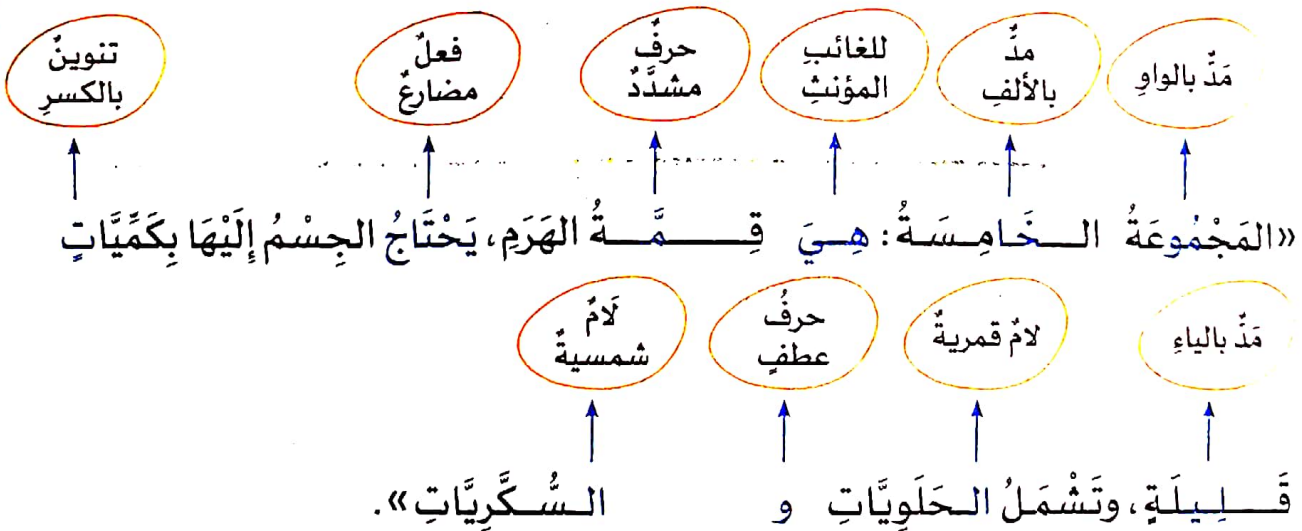 مَدٌّ بالواوِ
مدٌّ بالألفِ
للغائبِ المؤنثِ
حرفٌ مشدَّدٌ
فعلٌ مضارعٌ
تنوينٌ بالكسرِ
«المَجْمُوعَةُ الخَامِسَةُ: هِيَ قِمَّةُ الهَرَمِ، يَحْتَاجُ الجِسْمُ إِلَيْهَا بِكَمِّيَّاتٍ
مَدٌّ بالياءِ
لامٌ قمريةٌ
حرفُ عطفٍ
لَامٌ شمسيةٌ
قَلِيلَةٍ، وتَشْمَلُ الحَلَوِيَّاتِ و السُّكَّرِيَّاتِ».